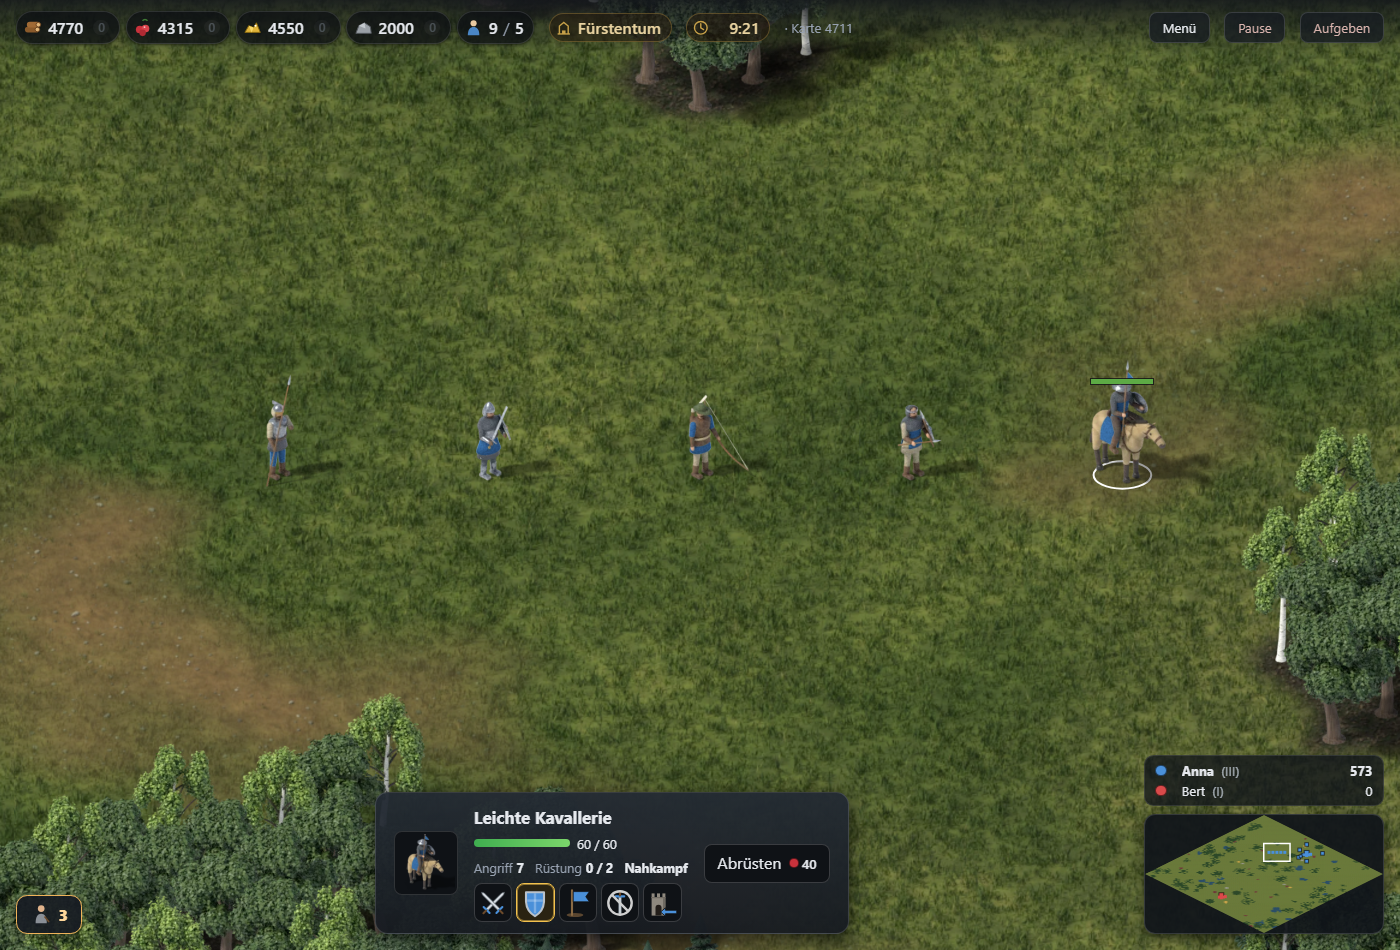 4770 0 4315 0 4550 0 2000 0 9 / 5 Fürstentum 9:21 · Karte 4711 Menü Pause Aufgeben
Leichte Kavallerie
60 / 60
Angriff 7 Rüstung 0 / 2 Nahkampf
Abrüsten 40
3
Anna (III) 573
Bert (I) 0